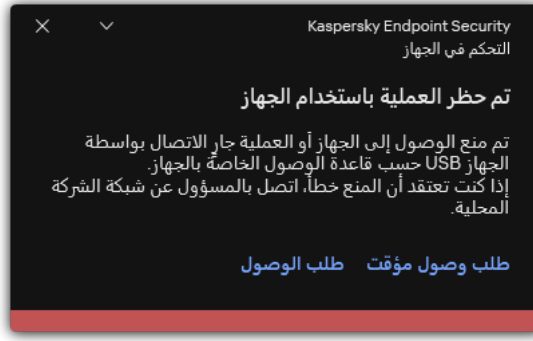 Kaspersky Endpoint Security
التحكم في الجهاز
تم حظر العملية باستخدام الجهاز
تم منع الوصول إلى الجهاز أو العملية جارٍ الاتصال بواسطة
الجهاز USB حسب قاعدة الوصول الخاصة بالجهاز.
إذا كنت تعتقد أن المنع خطأ، اتصل بالمسؤول عن شبكة الشركة
المحلية.
طلب وصول مؤقت طلب الوصول